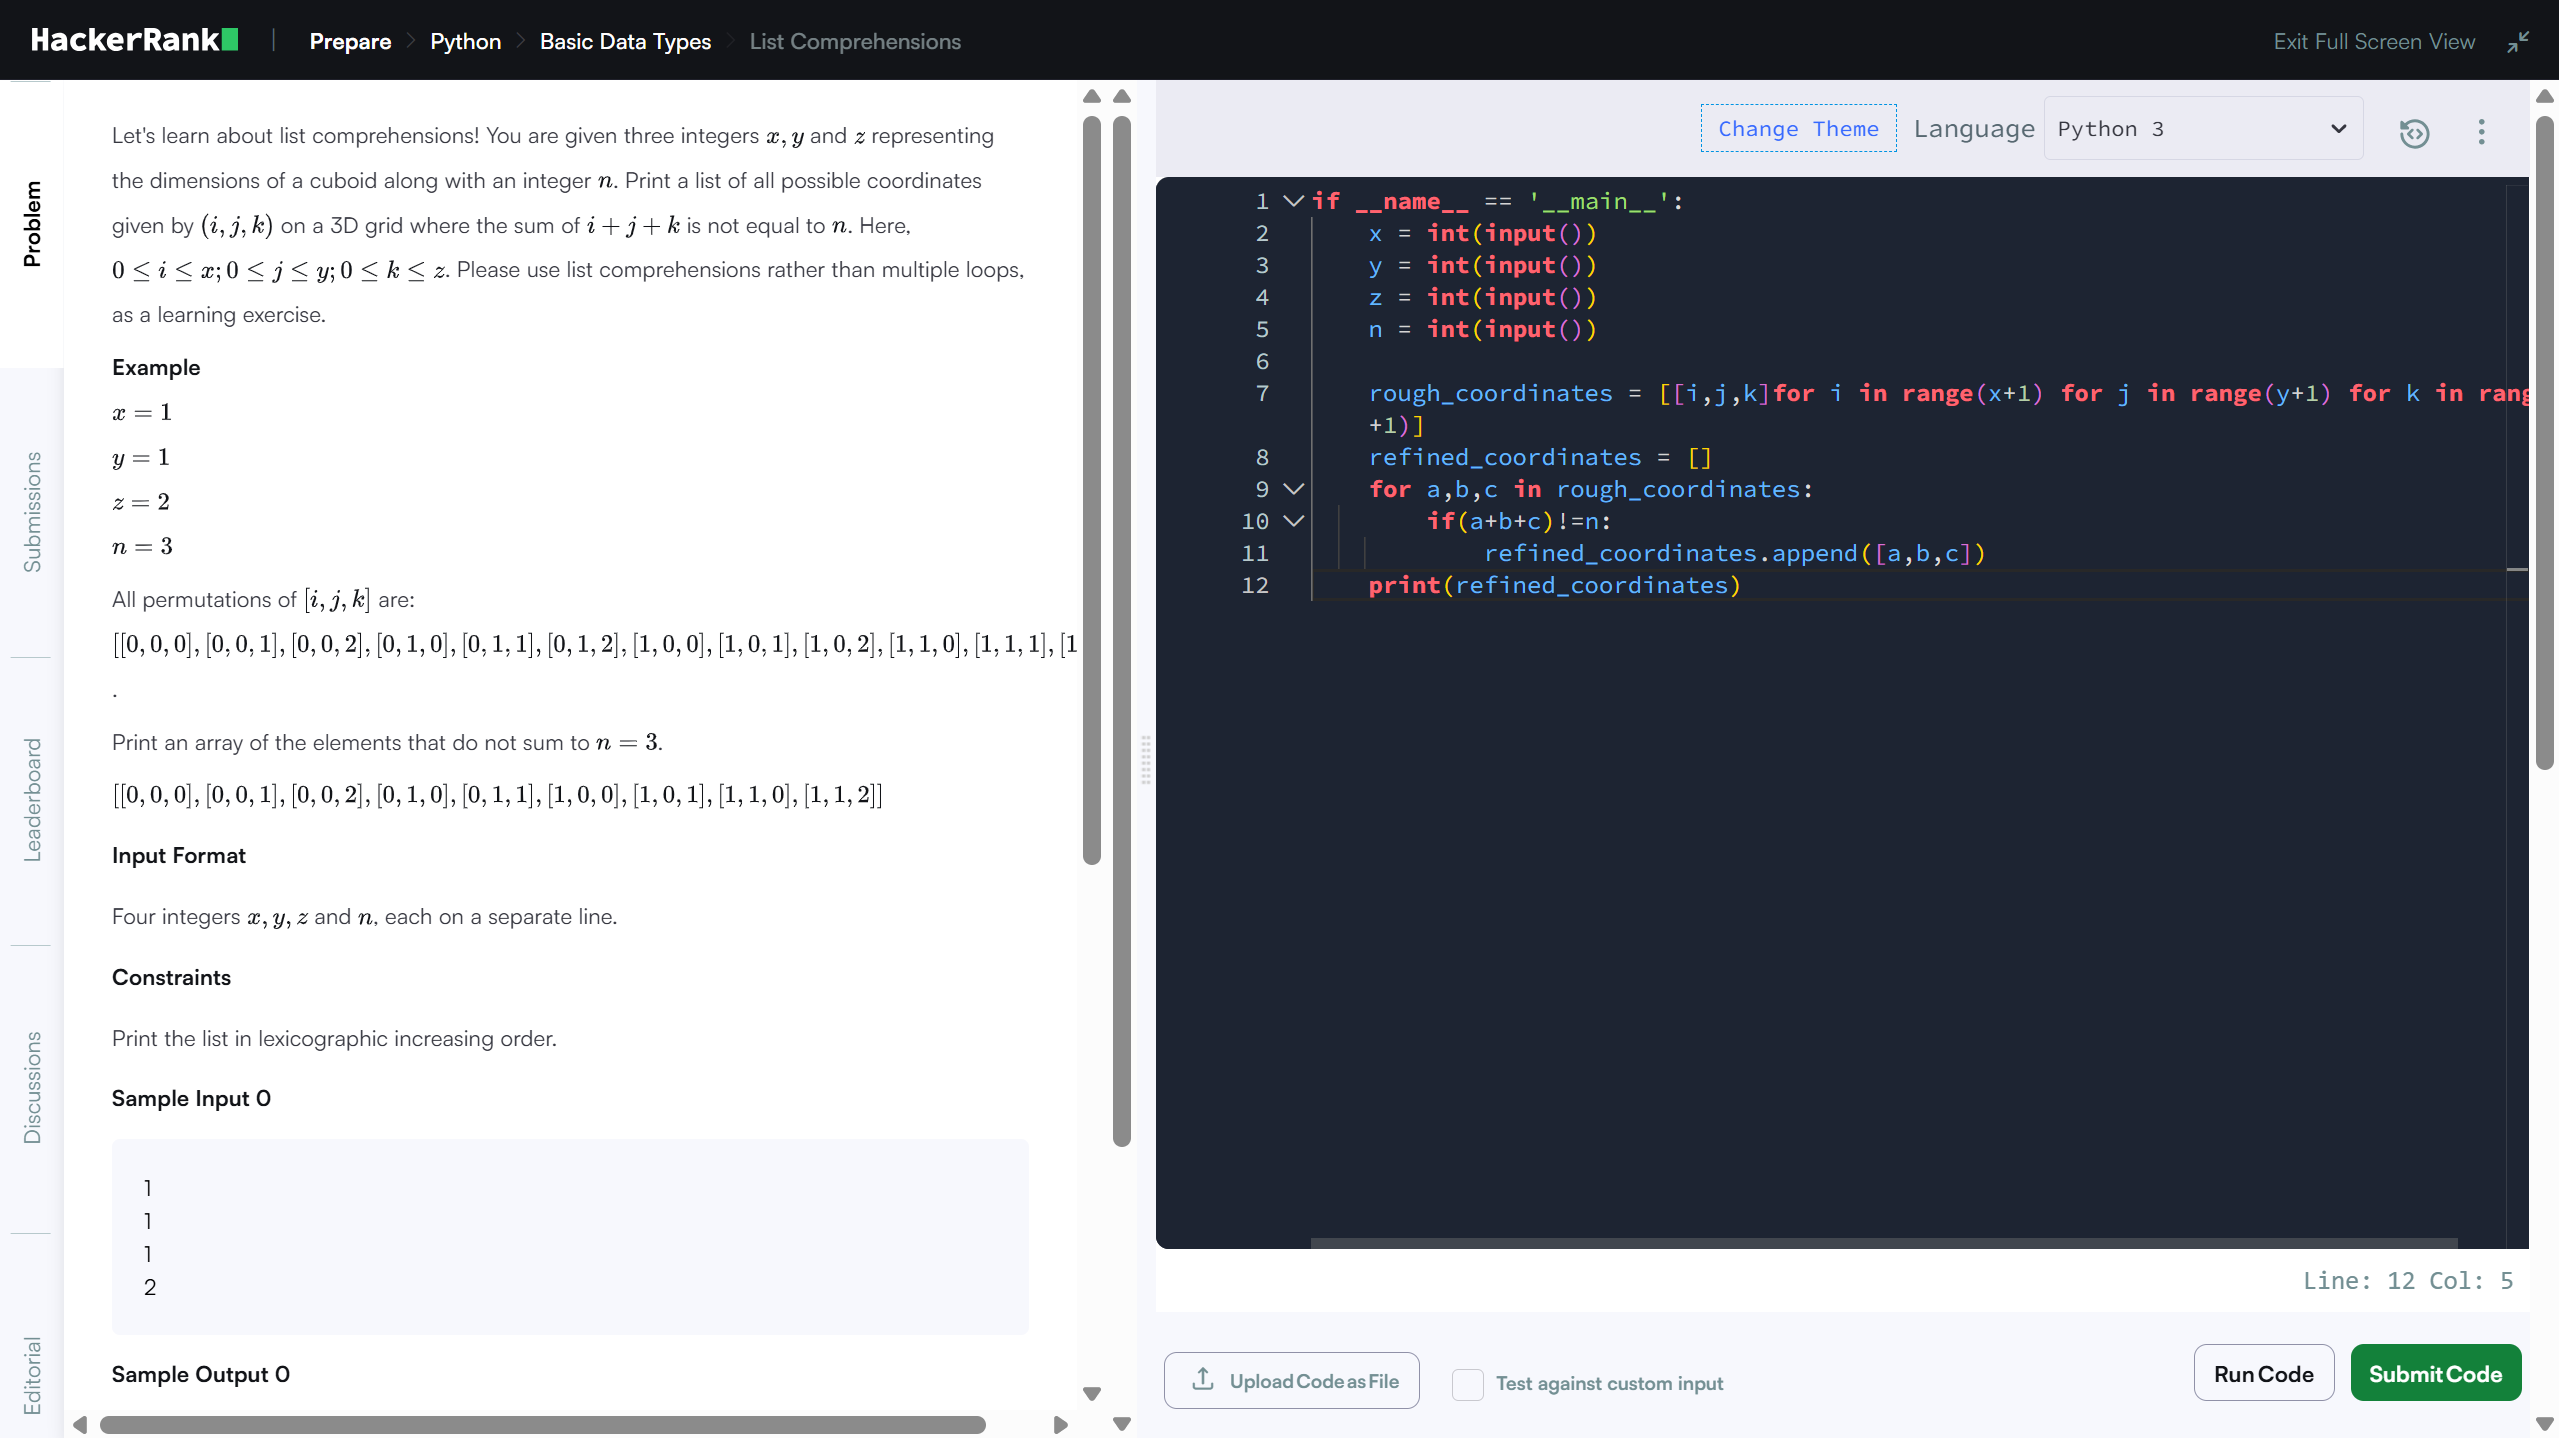 HackerRank | Prepare > Python > Basic Data Types > List Comprehensions
Exit Full Screen View
Problem
Submissions
Leaderboard
Discussions
Editorial
Let's learn about list comprehensions! You are given three integers x, y and z representing
the dimensions of a cuboid along with an integer n. Print a list of all possible coordinates
given by (i, j, k) on a 3D grid where the sum of i + j + k is not equal to n. Here,
0 ≤ i ≤ x; 0 ≤ j ≤ y; 0 ≤ k ≤ z. Please use list comprehensions rather than multiple loops,
as a learning exercise.
Example
x = 1
y = 1
z = 2
n = 3
All permutations of [i, j, k] are:
[[0, 0, 0], [0, 0, 1], [0, 0, 2], [0, 1, 0], [0, 1, 1], [0, 1, 2], [1, 0, 0], [1, 0, 1], [1, 0, 2], [1, 1, 0], [1, 1, 1], [1
.
Print an array of the elements that do not sum to n = 3.
[[0, 0, 0], [0, 0, 1], [0, 0, 2], [0, 1, 0], [0, 1, 1], [1, 0, 0], [1, 0, 1], [1, 1, 0], [1, 1, 2]]
Input Format
Four integers x, y, z and n, each on a separate line.
Constraints
Print the list in lexicographic increasing order.
Sample Input 0
1
1
1
2
Sample Output 0
Change Theme Language Python 3
1 if __name__ == '__main__':
2     x = int(input())
3     y = int(input())
4     z = int(input())
5     n = int(input())
6
7     rough_coordinates = [[i,j,k]for i in range(x+1) for j in range(y+1) for k in rang
+1)]
8     refined_coordinates = []
9     for a,b,c in rough_coordinates:
10         if(a+b+c)!=n:
11             refined_coordinates.append([a,b,c])
12     print(refined_coordinates)
Line: 12 Col: 5
Upload Code as File
Test against custom input
Run Code
Submit Code